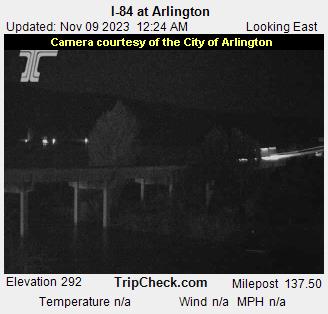 I-84 at Arlington
Updated: Nov 09 2023 12:24 AM Looking East
Camera courtesy of the City of Arlington
Elevation 292 TripCheck.com Milepost 137.50
Temperature n/a Wind n/a MPH n/a